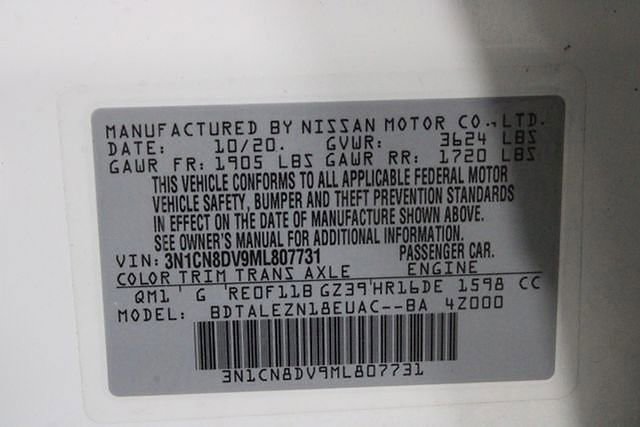 MANUFACTURED BY NISSAN MOTOR CO.,LTD.
DATE: 10/20. GVWR: 3624 LBS
GAWR FR: 1905 LBS GAWR RR: 1720 LBS
THIS VEHICLE CONFORMS TO ALL APPLICABLE FEDERAL MOTOR
VEHICLE SAFETY, BUMPER AND THEFT PREVENTION STANDARDS
IN EFFECT ON THE DATE OF MANUFACTURE SHOWN ABOVE.
SEE OWNER'S MANUAL FOR ADDITIONAL INFORMATION.
VIN: 3N1CN8DV9ML807731 PASSENGER CAR.
COLOR TRIM TRANS AXLE ENGINE
QM1 ' G 'RE0F11B GZ39'HR16DE 1598 CC
MODEL: BDTALEZN18EUAC--BA 4Z000
3N1CN8DV9ML807731